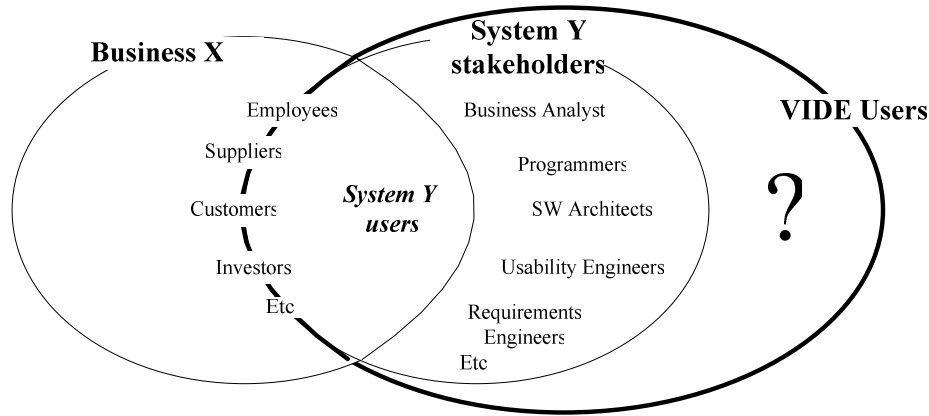 Business X
System Y
stakeholders
VIDE Users
Employees
Suppliers
Customers
Investors
Etc
System Y
users
Business Analyst
Programmers
SW Architects
Usability Engineers
Requirements
Engineers
Etc
?